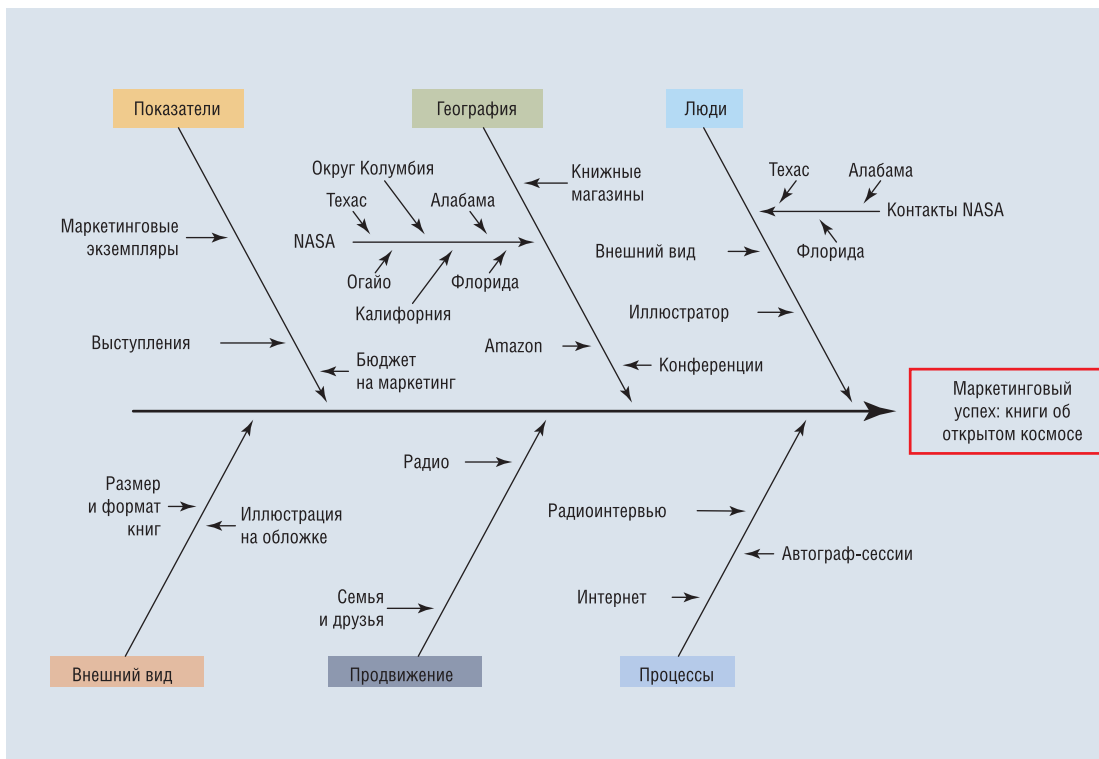 Показатели
География
Люди
Округ Колумбия
Книжные
магазины
Техас
Алабама
Техас
Алабама
Контакты NASA
Маркетинговые
экземпляры
NASA
Внешний вид
Флорида
Огайо
Флорида
Калифорния
Иллюстратор
Выступления
Бюджет
на маркетинг
Amazon
Конференции
Маркетинговый
успех: книги об
открытом космосе
Размер
и формат
книг
Иллюстрация
на обложке
Радио
Радиоинтервью
Автограф-сессии
Семья
и друзья
Интернет
Внешний вид
Продвижение
Процессы